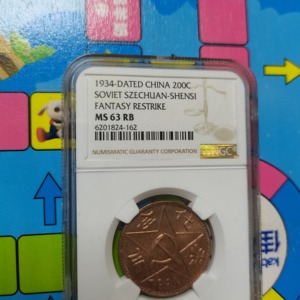 1934-DATED CHINA 200C
SOVIET SZECHUAN-SHENSI
FANTASY RESTRIKE
MS 63 RB
6201824-162
NUMISMATIC GUARANTY CORPORATION
NGC